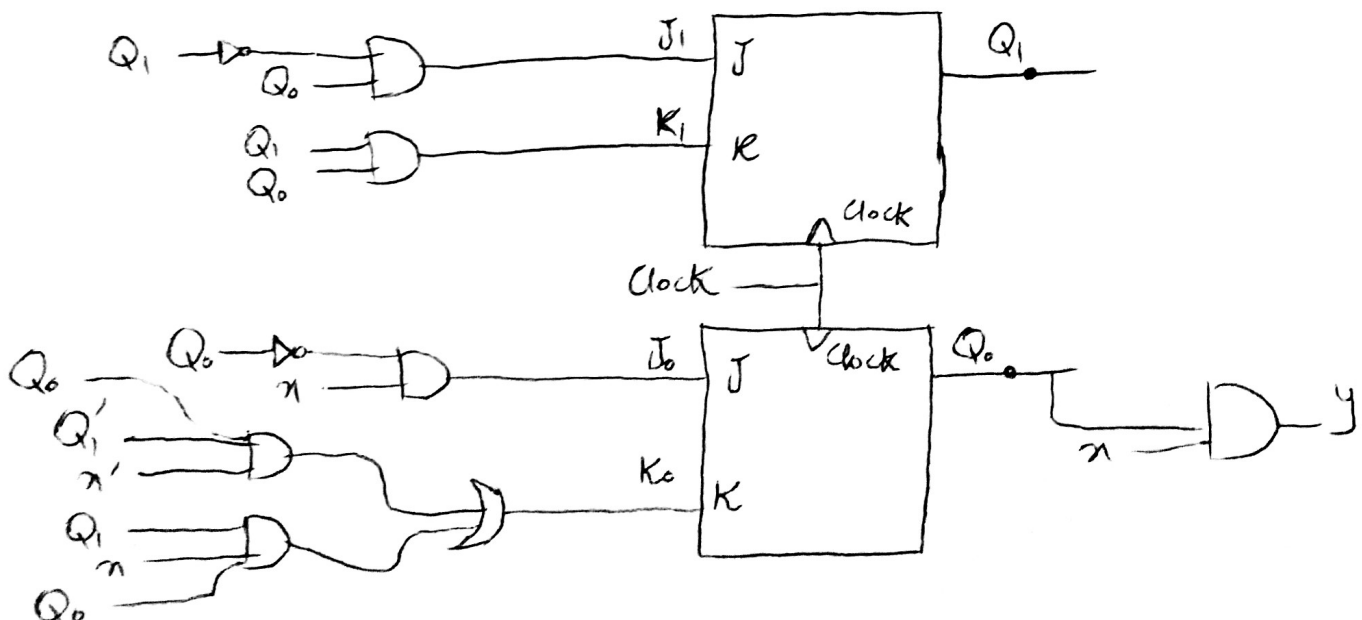 Q₁ J₁ J Q₁
Q₀
Q₁ K₁ K
Q₀
Clock
Clock
Q₀ J₀ J Clock Q₀
Q₀ x y
Q₁' x
x' K₀ K
Q₁
x
Q₀